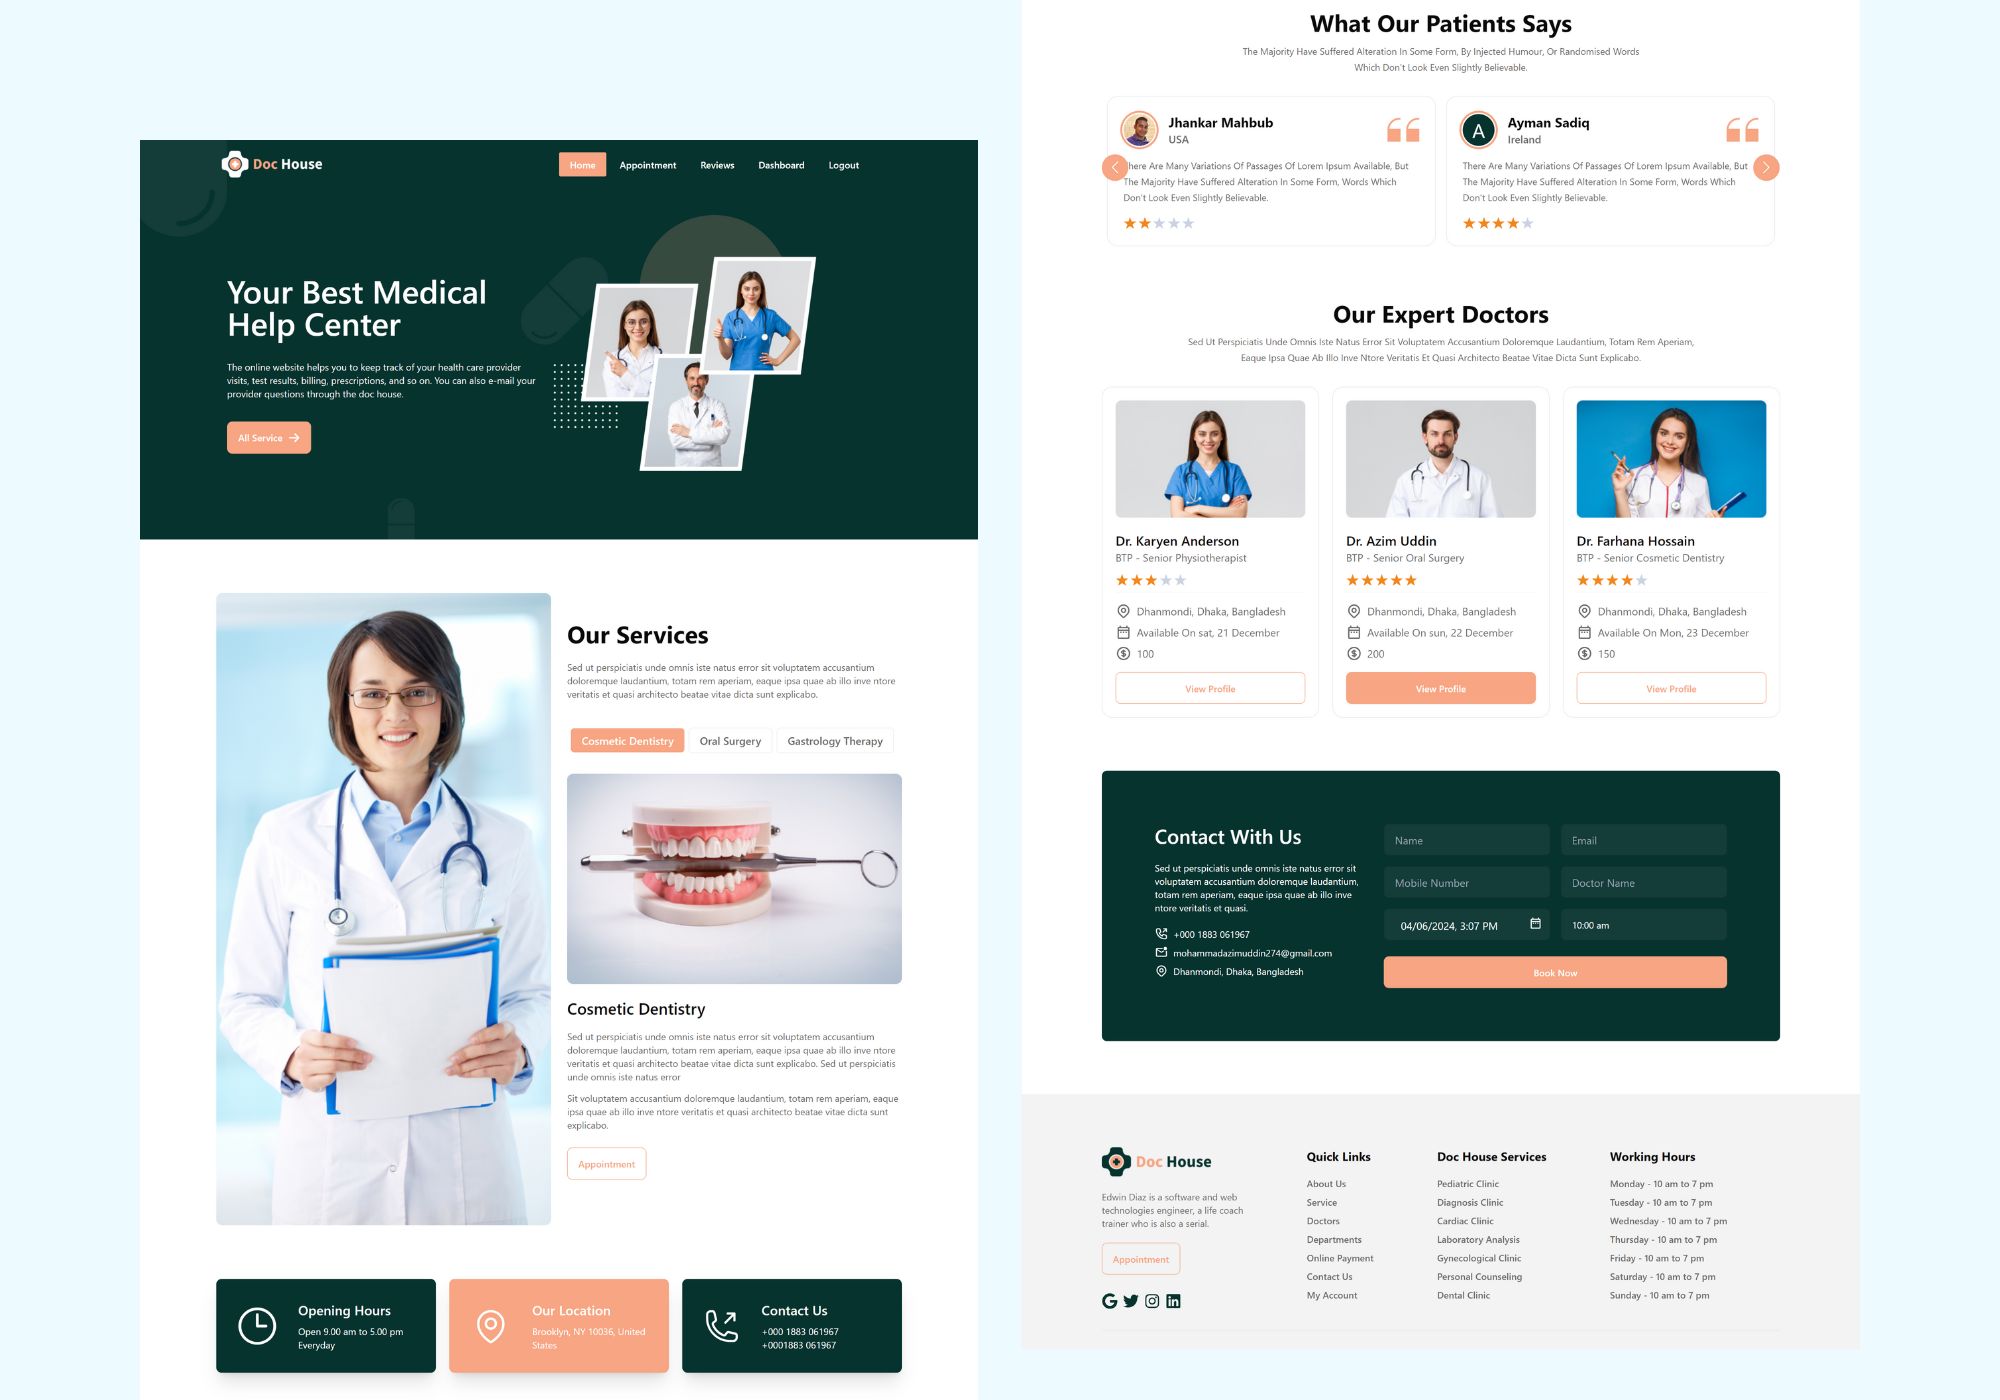 Doc House
Home
Appointment
Reviews
Dashboard
Logout
Your Best Medical
Help Center
The online website helps you to keep track of your health care provider
visits, test results, billing, prescriptions, and so on. You can also e-mail your
provider questions through the doc house.
All Service
Our Services
Sed ut perspiciatis unde omnis iste natus error sit voluptatem accusantium
doloremque laudantium, totam rem aperiam, eaque ipsa quae ab illo inve ntore
veritatis et quasi architecto beatae vitae dicta sunt explicabo.
Cosmetic Dentistry
Oral Surgery
Gastrology Therapy
Cosmetic Dentistry
Sed ut perspiciatis unde omnis iste natus error sit voluptatem accusantium
doloremque laudantium, totam rem aperiam, eaque ipsa quae ab illo inve ntore
veritatis et quasi architecto beatae vitae dicta sunt explicabo. Sed ut perspiciatis
unde omnis iste natus error
Sit voluptatem accusantium doloremque laudantium, totam rem aperiam, eaque
ipsa quae ab illo inve ntore veritatis et quasi architecto beatae vitae dicta sunt
explicabo.
Appointment
Opening Hours
Open 9.00 am to 5.00 pm
Everyday
Our Location
Brooklyn, NY 10036, United
States
Contact Us
+000 1883 061967
+0001883 061967
What Our Patients Says
The Majority Have Suffered Alteration In Some Form, By Injected Humour, Or Randomised Words
Which Don't Look Even Slightly Believable.
Jhankar Mahbub
USA
There Are Many Variations Of Passages Of Lorem Ipsum Available, But
The Majority Have Suffered Alteration In Some Form, Words Which
Don't Look Even Slightly Believable.
A
Ayman Sadiq
Ireland
There Are Many Variations Of Passages Of Lorem Ipsum Available, But
The Majority Have Suffered Alteration In Some Form, Words Which
Don't Look Even Slightly Believable.
Our Expert Doctors
Sed Ut Perspiciatis Unde Omnis Iste Natus Error Sit Voluptatem Accusantium Doloremque Laudantium, Totam Rem Aperiam,
Eaque Ipsa Quae Ab Illo Inve Ntore Veritatis Et Quasi Architecto Beatae Vitae Dicta Sunt Explicabo.
Dr. Karyen Anderson
BTP - Senior Physiotherapist
Dhanmondi, Dhaka, Bangladesh
Available On sat, 21 December
100
View Profile
Dr. Azim Uddin
BTP - Senior Oral Surgery
Dhanmondi, Dhaka, Bangladesh
Available On sun, 22 December
200
View Profile
Dr. Farhana Hossain
BTP - Senior Cosmetic Dentistry
Dhanmondi, Dhaka, Bangladesh
Available On Mon, 23 December
150
View Profile
Contact With Us
Sed ut perspiciatis unde omnis iste natus error sit
voluptatem accusantium doloremque laudantium,
totam rem aperiam, eaque ipsa quae ab illo inve
ntore veritatis et quasi.
+000 1883 061967
mohammadazimuddin274@gmail.com
Dhanmondi, Dhaka, Bangladesh
Name
Email
Mobile Number
Doctor Name
04/06/2024, 3:07 PM
10:00 am
Book Now
Doc House
Edwin Diaz is a software and web
technologies engineer, a life coach
trainer who is also a serial.
Appointment
Quick Links
About Us
Service
Doctors
Departments
Online Payment
Contact Us
My Account
Doc House Services
Pediatric Clinic
Diagnosis Clinic
Cardiac Clinic
Laboratory Analysis
Gynecological Clinic
Personal Counseling
Dental Clinic
Working Hours
Monday - 10 am to 7 pm
Tuesday - 10 am to 7 pm
Wednesday - 10 am to 7 pm
Thursday - 10 am to 7 pm
Friday - 10 am to 7 pm
Saturday - 10 am to 7 pm
Sunday - 10 am to 7 pm